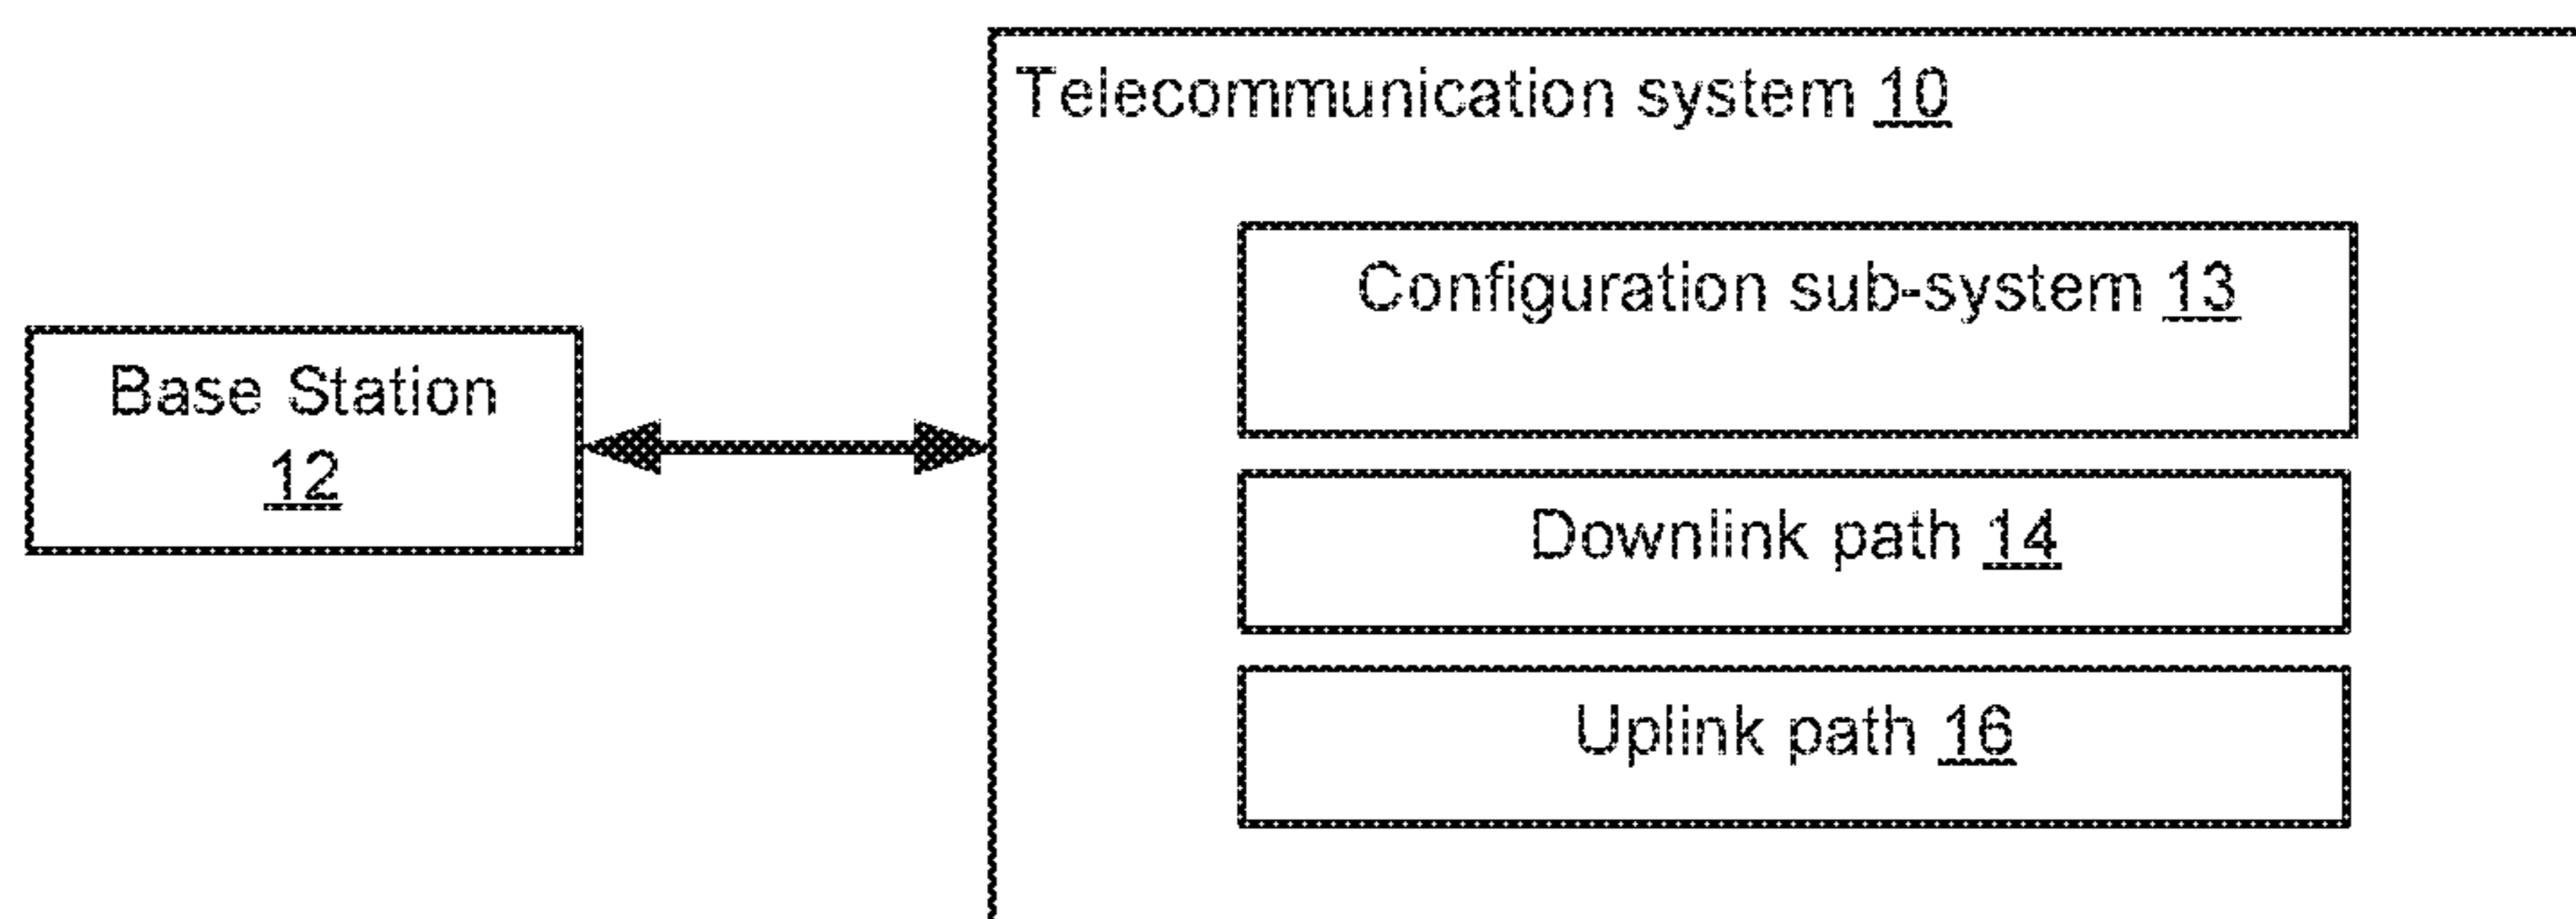 Telecommunication system 10
Configuration sub-system 13
Base Station
12
Downlink path 14
Uplink path 16